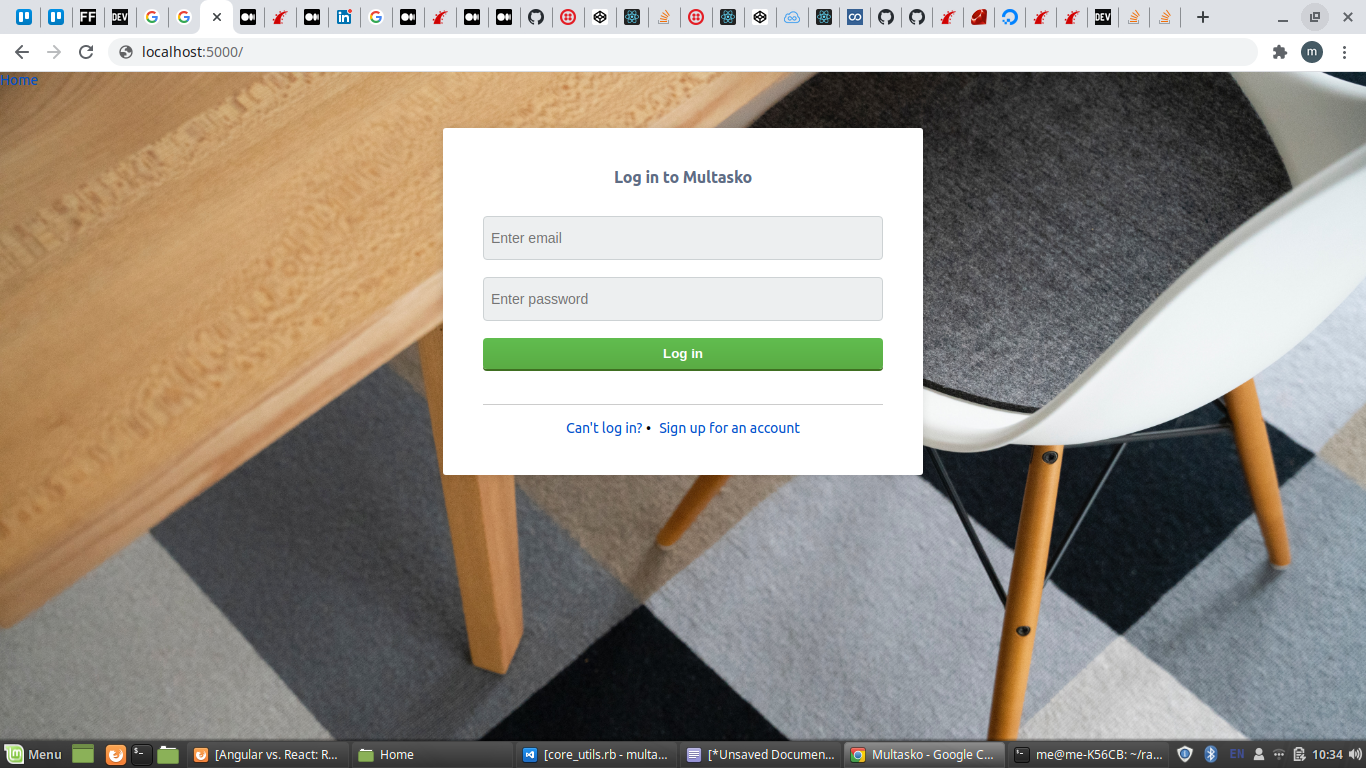 FF
DEV
DEV
localhost:5000/
m
Home
Log in to Multasko
Enter email
Enter password
Log in
Can't log in? • Sign up for an account
Menu
[Angular vs. React: R...
Home
[core_utils.rb - multa...
[*Unsaved Documen...
Multasko - Google C...
me@me-K56CB: ~/ra...
EN
10:34